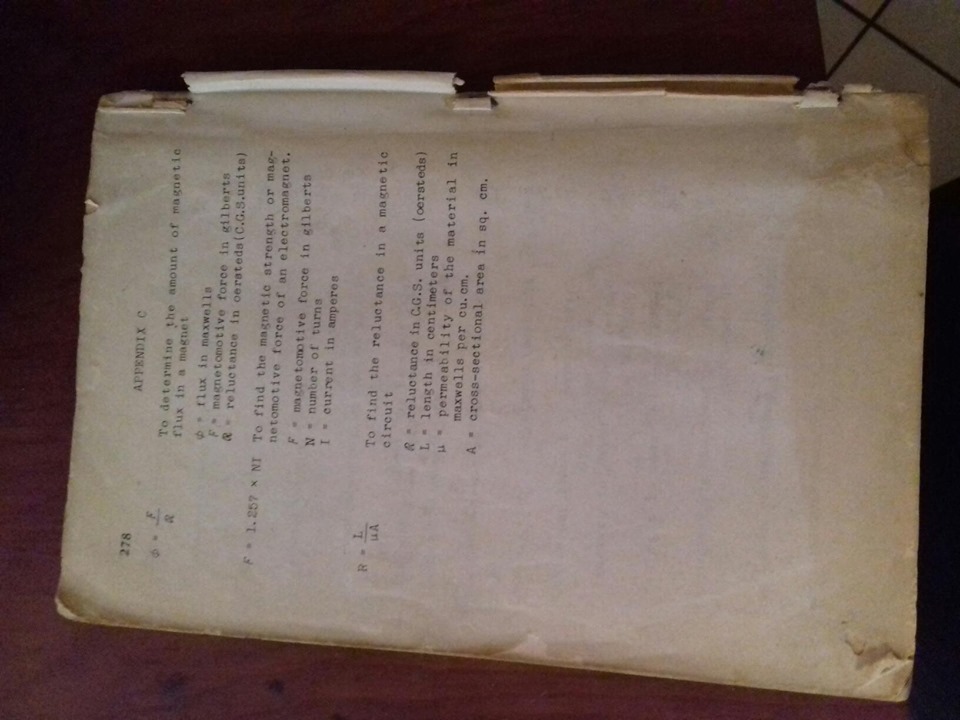 278 APPENDIX C
ϕ = F/R To determine the amount of magnetic
flux in a magnet
ϕ = flux in maxwells
F = magnetomotive force in gilberts
R = reluctance in oersteds(C.G.S.units)
F = 1.257 × NI To find the magnetic strength or mag-
netomotive force of an electromagnet.
F = magnetomotive force in gilberts
N = number of turns
I = current in amperes
R = L/μA To find the reluctance in a magnetic
circuit
R = reluctance in C.G.S. units (oersteds)
L = length in centimeters
μ = permeability of the material in
maxwells per cu.cm.
A = cross-sectional area in sq. cm.